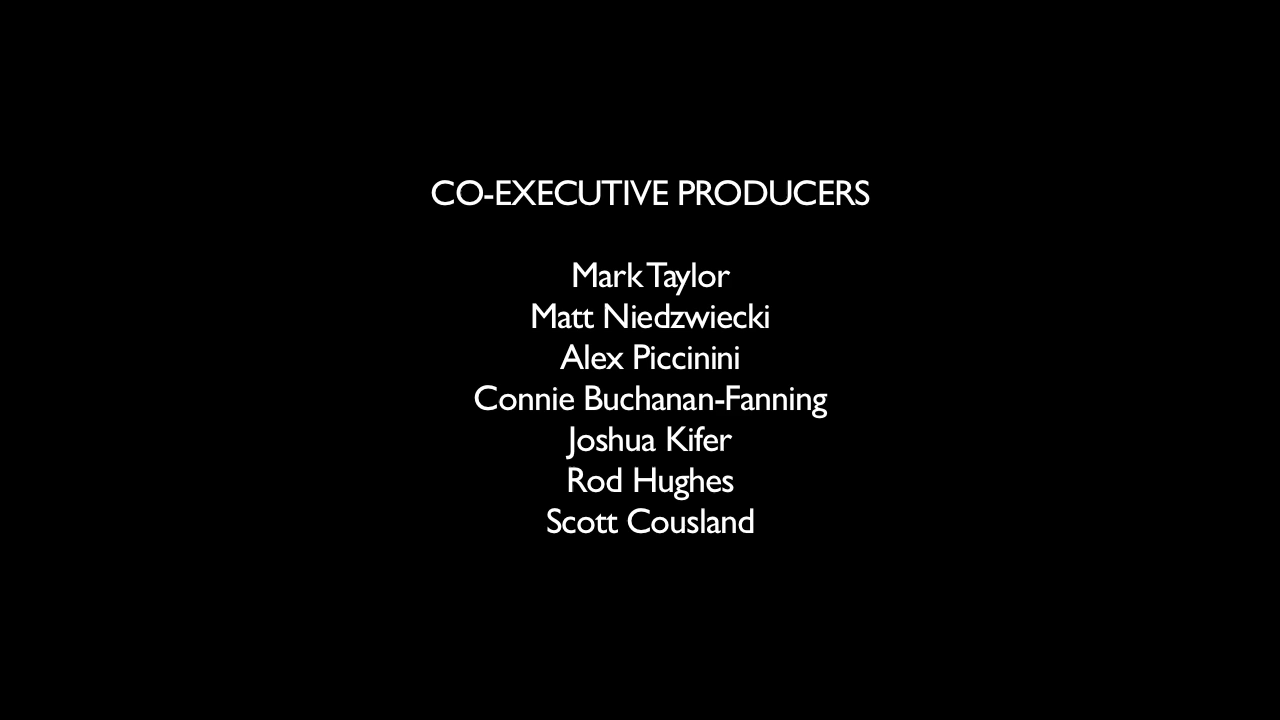 CO-EXECUTIVE PRODUCERS
Mark Taylor
Matt Niedzwiecki
Alex Piccinini
Connie Buchanan-Fanning
Joshua Kifer
Rod Hughes
Scott Cousland